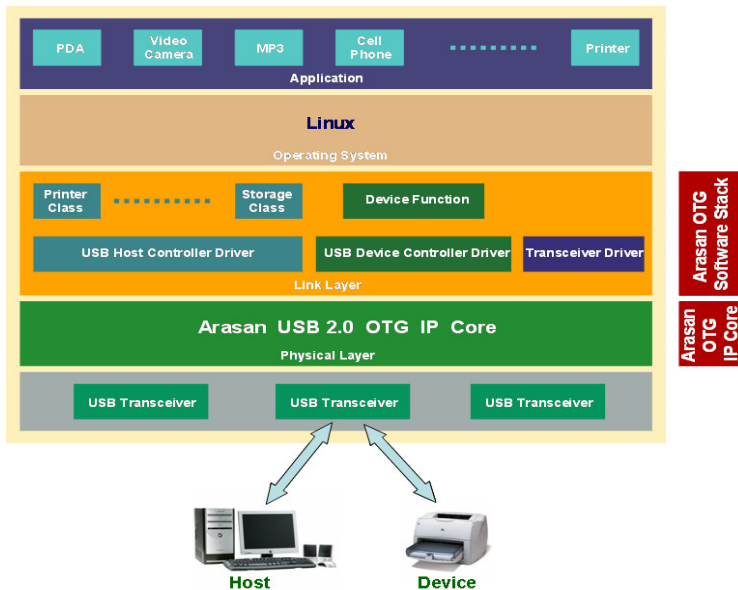 PDA
Video
Camera
MP3
Cell
Phone
Printer
Application
Linux
Operating System
Printer
Class
Storage
Class
Device Function
USB Host Controller Driver
USB Device Controller Driver
Transceiver Driver
Link Layer
Arasan OTG
Software Stack
Arasan USB 2.0 OTG IP Core
Physical Layer
Arasan
OTG
IP Core
USB Transceiver
USB Transceiver
USB Transceiver
Host
Device